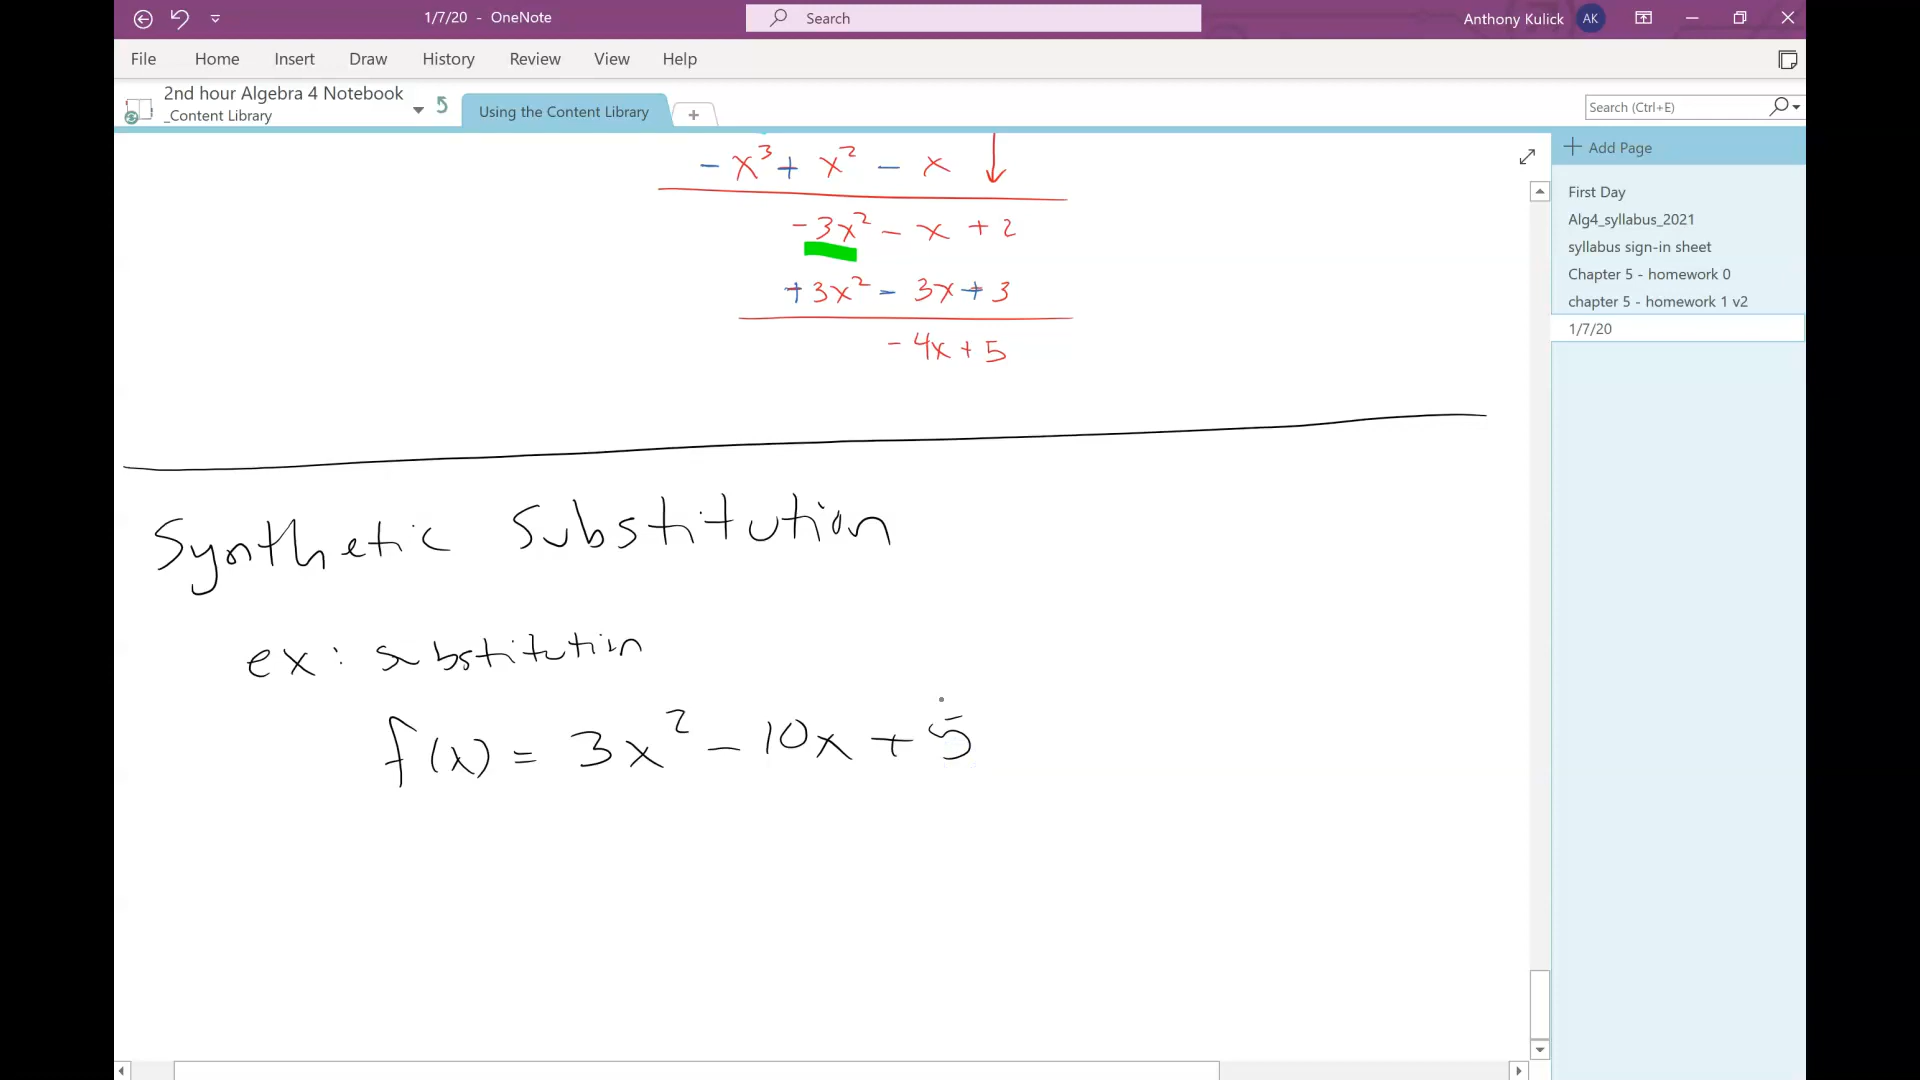 1/7/20 - OneNote
Search
Anthony Kulick AK
File Home Insert Draw History Review View Help
2nd hour Algebra 4 Notebook
_Content Library
Using the Content Library
Search (Ctrl+E)
Add Page
First Day
Alg4_syllabus_2021
syllabus sign-in sheet
Chapter 5 - homework 0
chapter 5 - homework 1 v2
1/7/20
- x³ + x² - x
- 3x² - x + 2
+ 3x² - 3x + 3
- 4x + 5
Synthetic Substitution
ex: substitution
f(x) = 3x² - 10x + 5